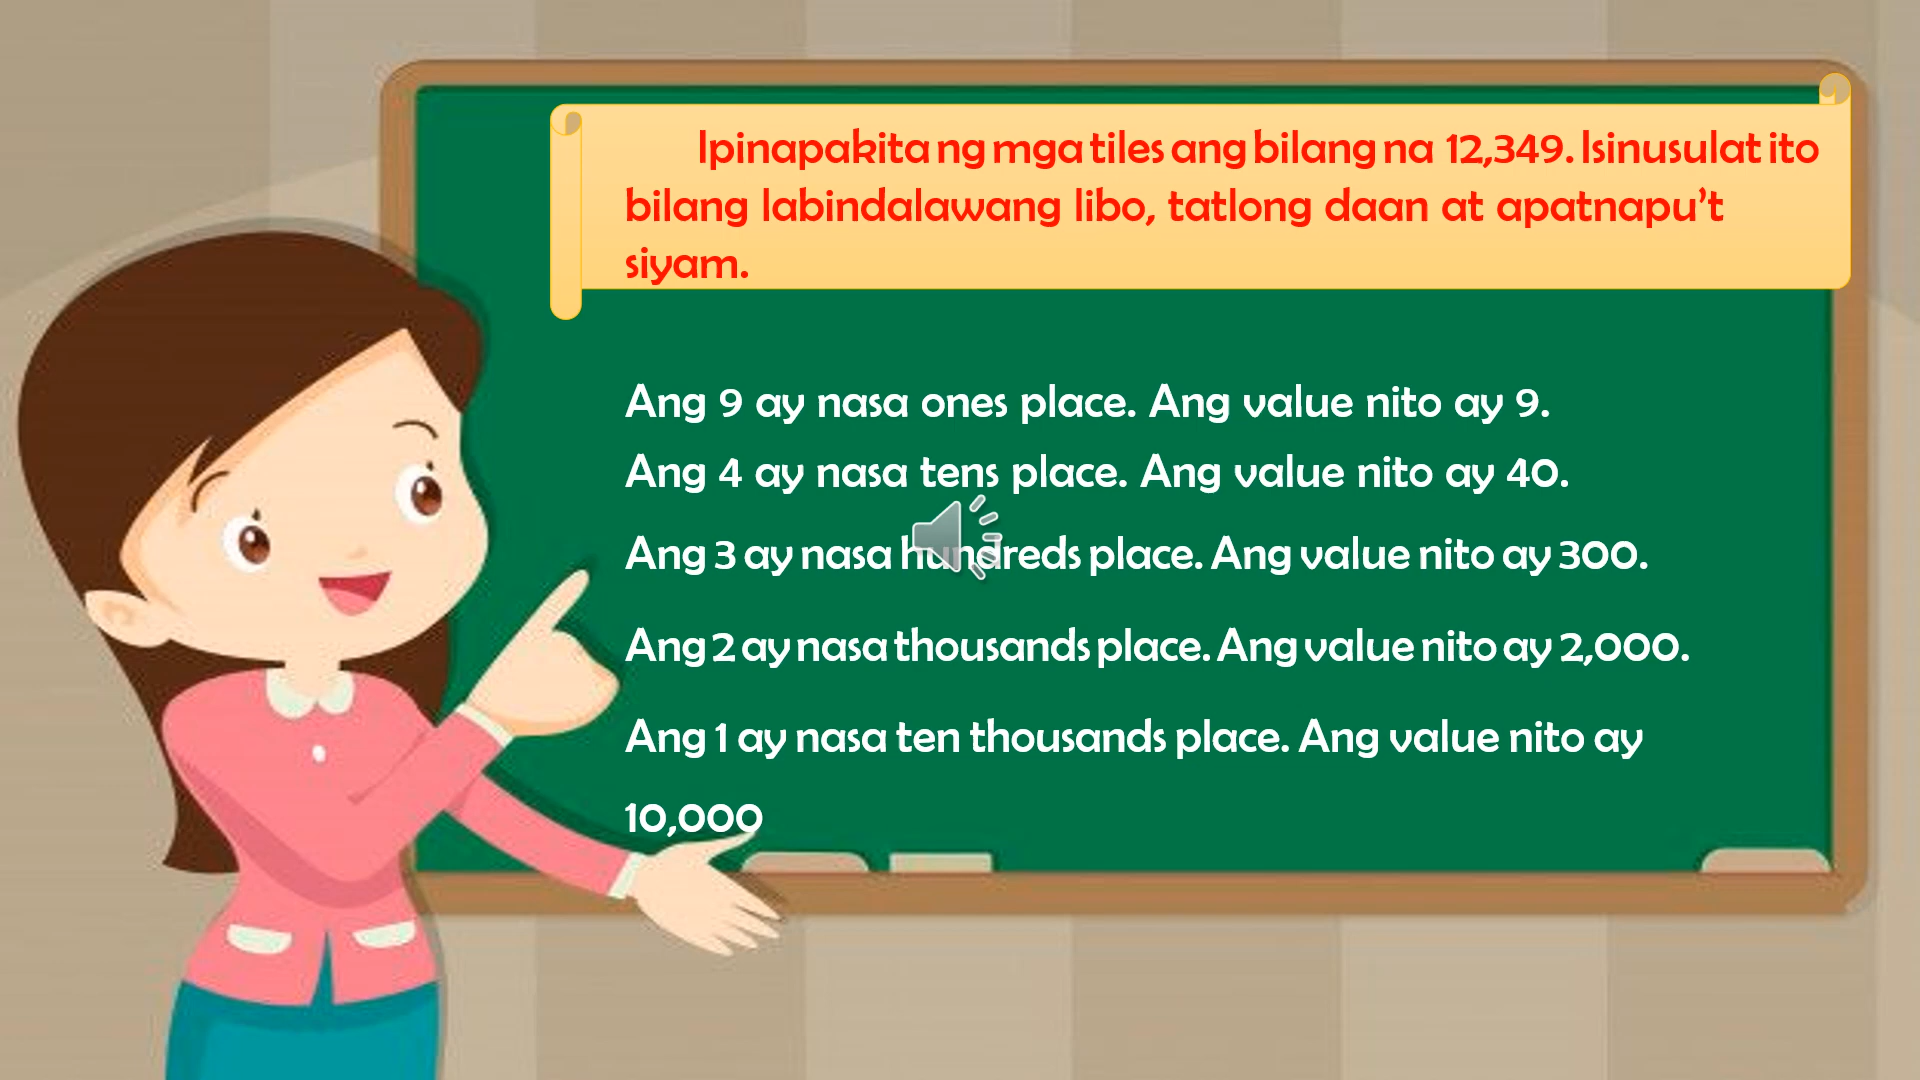 Ipinapakita ng mga tiles ang bilang na 12,349. Isinusulat ito
bilang labindalawang libo, tatlong daan at apatnapu’t
siyam.
Ang 9 ay nasa ones place. Ang value nito ay 9.
Ang 4 ay nasa tens place. Ang value nito ay 40.
Ang 3 ay nasa hundreds place. Ang value nito ay 300.
Ang 2 ay nasa thousands place. Ang value nito ay 2,000.
Ang 1 ay nasa ten thousands place. Ang value nito ay
10,000